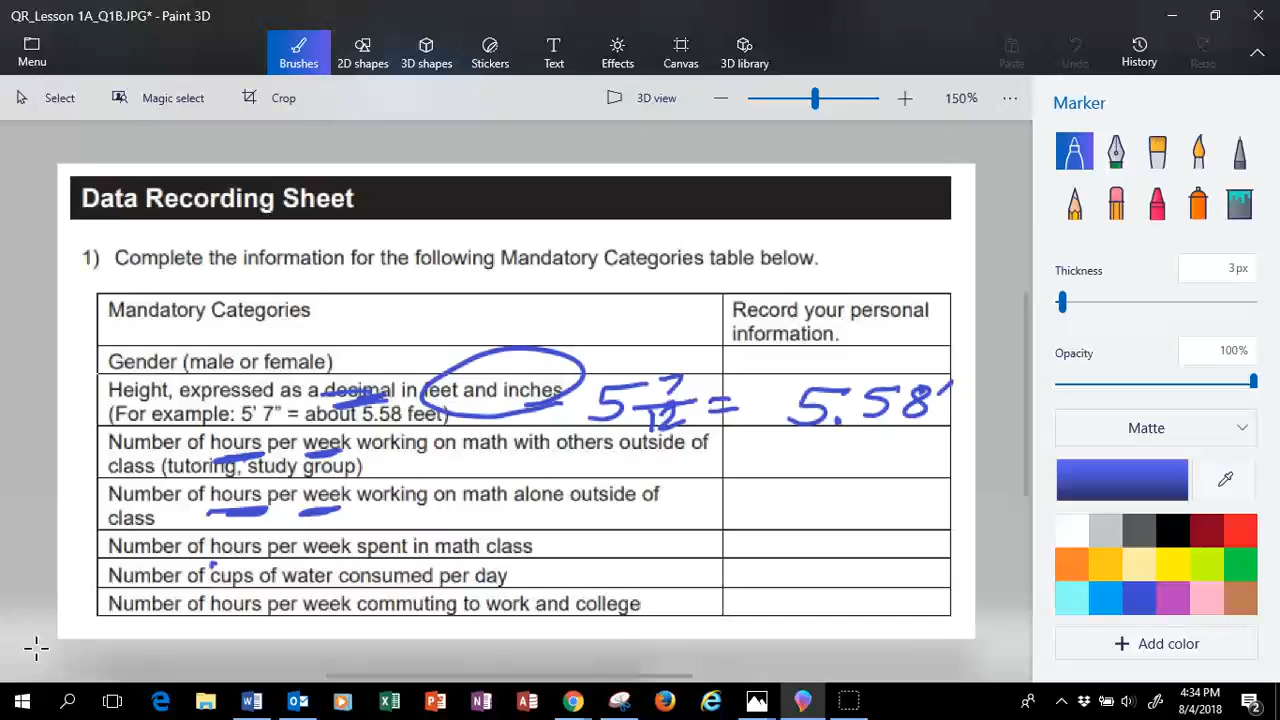 QR_Lesson 1A_Q1B.JPG* - Paint 3D
Menu
Brushes
2D shapes
3D shapes
Stickers
Text
Effects
Canvas
3D library
Paste
Undo
History
Redo
Select
Magic select
Crop
3D view
150%
Marker
Thickness
3px
Opacity
100%
Matte
Add color
Data Recording Sheet
1) Complete the information for the following Mandatory Categories table below.
Mandatory Categories
Record your personal
information.
Gender (male or female)
Height, expressed as a decimal in feet and inches
(For example: 5' 7" = about 5.58 feet)
5 7/12 = 5.58'
Number of hours per week working on math with others outside of
class (tutoring, study group)
Number of hours per week working on math alone outside of
class
Number of hours per week spent in math class
Number of cups of water consumed per day
Number of hours per week commuting to work and college
4:34 PM
8/4/2018
2